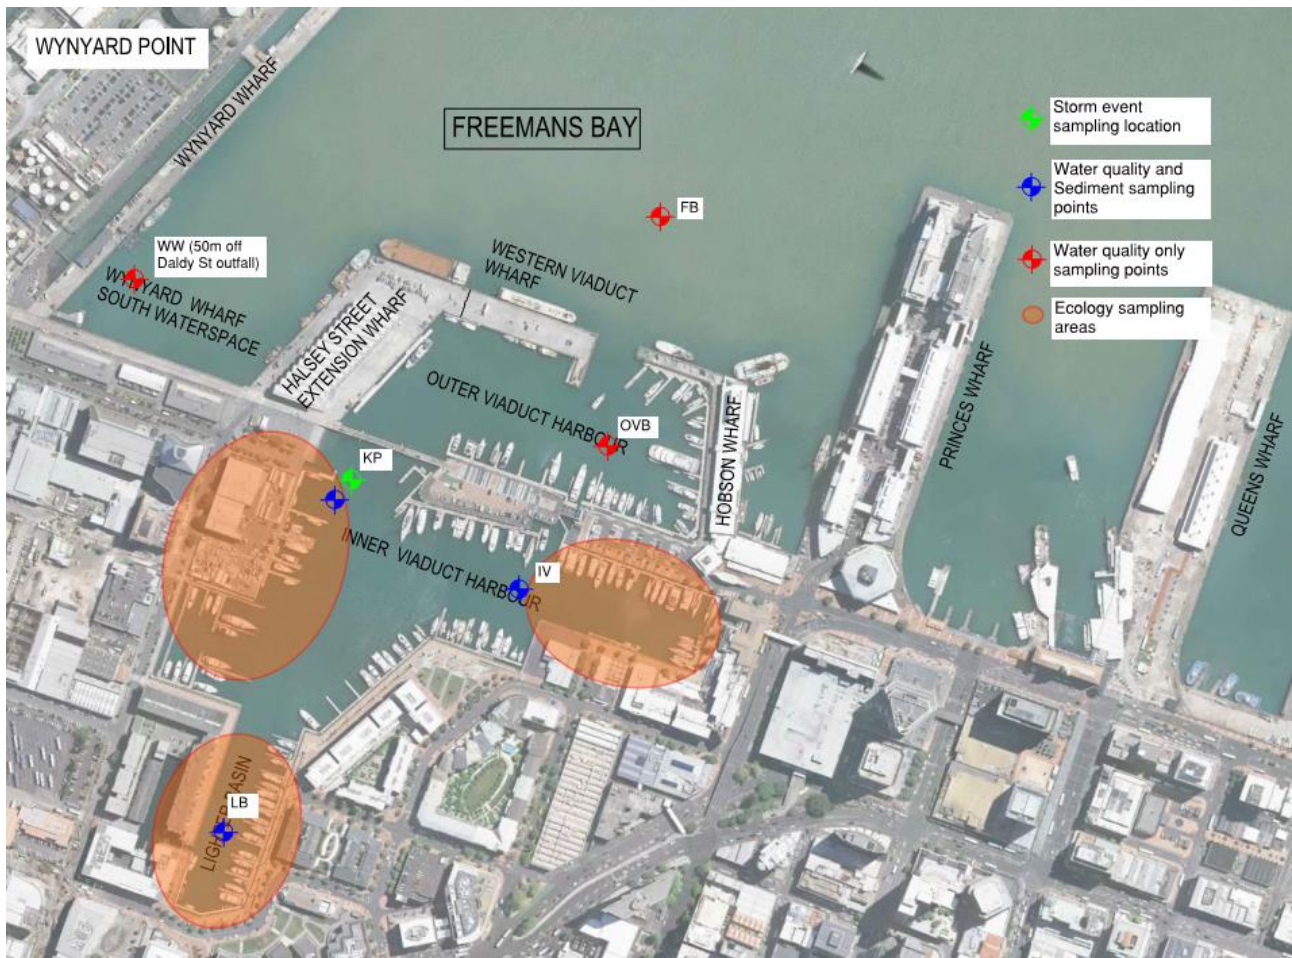 WYNYARD POINT
WYNYARD WHARF
FREEMANS BAY
Storm event
sampling location
Water quality and
Sediment sampling
points
Water quality only
sampling points
Ecology sampling
areas
FB
WW (50m off
Daldy St outfall)
WYNYARD WHARF
SOUTH WATERSPACE
WESTERN VIADUCT
WHARF
HALSEY STREET
EXTENSION WHARF
OUTER VIADUCT HARBOUR
OVB
HOBSON WHARF
PRINCES WHARF
QUEENS WHARF
KP
INNER VIADUCT HARBOUR
IV
LIGHTER BASIN
LB